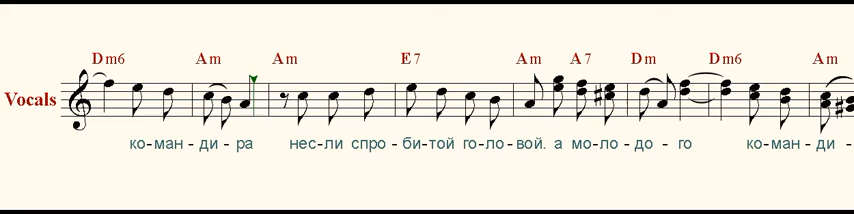 Dm6 Am Am E7 Am A7 Dm Dm6 Am
Vocals
ко-ман-ди-ра нес-ли спро-би-той го-ло-вой. а мо-ло-до-го ко-ман-ди-